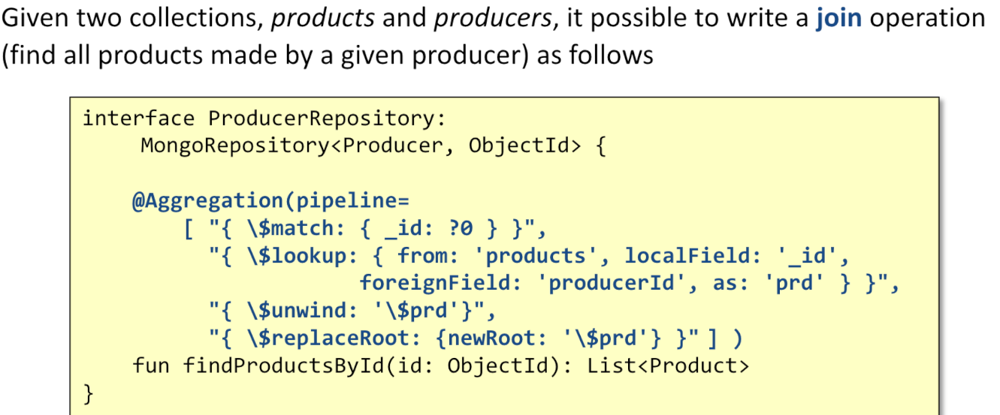 Given two collections, products and producers, it possible to write a join operation
(find all products made by a given producer) as follows
interface ProducerRepository:
MongoRepository<Producer, ObjectId> {
@Aggregation(pipeline=
[ "{ \$match: { _id: ?0 } }",
"{ \$lookup: { from: 'products', localField: '_id',
foreignField: 'producerId', as: 'prd' } }",
"{ \$unwind: '\$prd'}",
"{ \$replaceRoot: {newRoot: '\$prd'} }" ] )
fun findProductsById(id: ObjectId): List<Product>
}